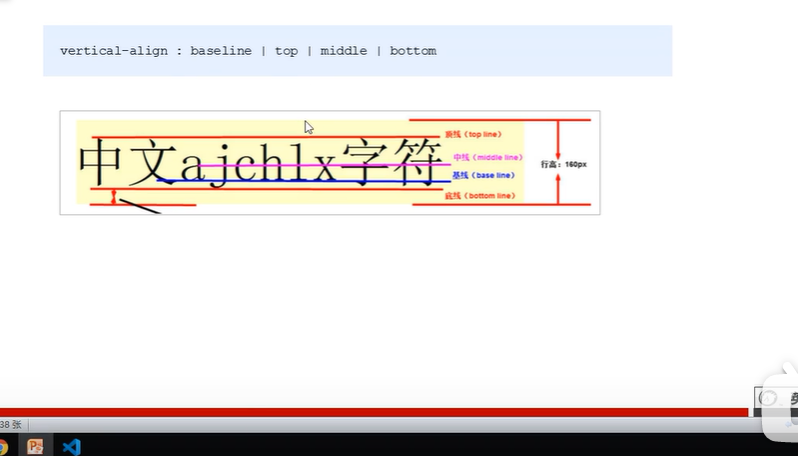 vertical-align : baseline | top | middle | bottom
中文ajchlx字符
顶线（top line）
中线（middle line）
行高：160px
基线（base line）
底线（bottom line）
38 张
英